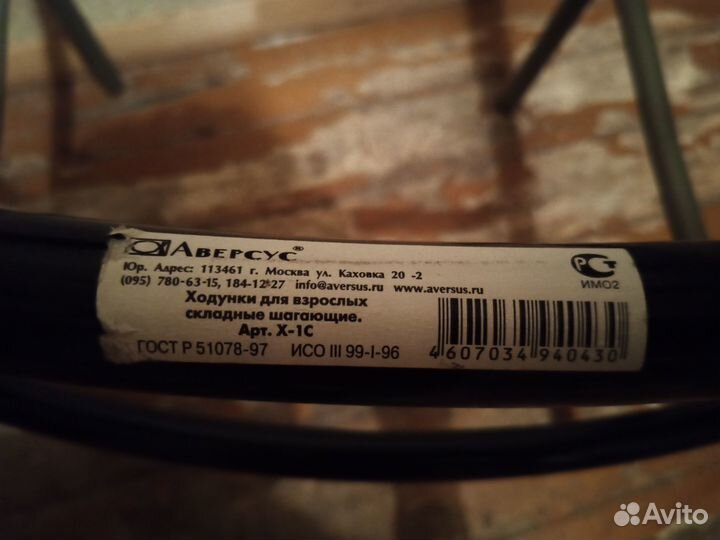 Аверсус®
Юр. Адрес: 113461 г. Москва ул. Каховка 20 -2
(095) 780-63-15, 184-12-27 info@aversus.ru www.aversus.ru
Ходунки для взрослых
складные шагающие.
Арт. Х-1С
ГОСТ Р 51078-97 ИСО III 99-I-96
РСТ
ИМО2
4 607034 940430
Avito